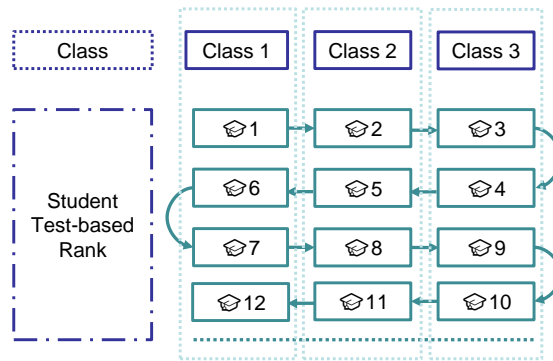 Class
Class 1
Class 2
Class 3
Student
Test-based
Rank
1
2
3
6
5
4
7
8
9
12
11
10